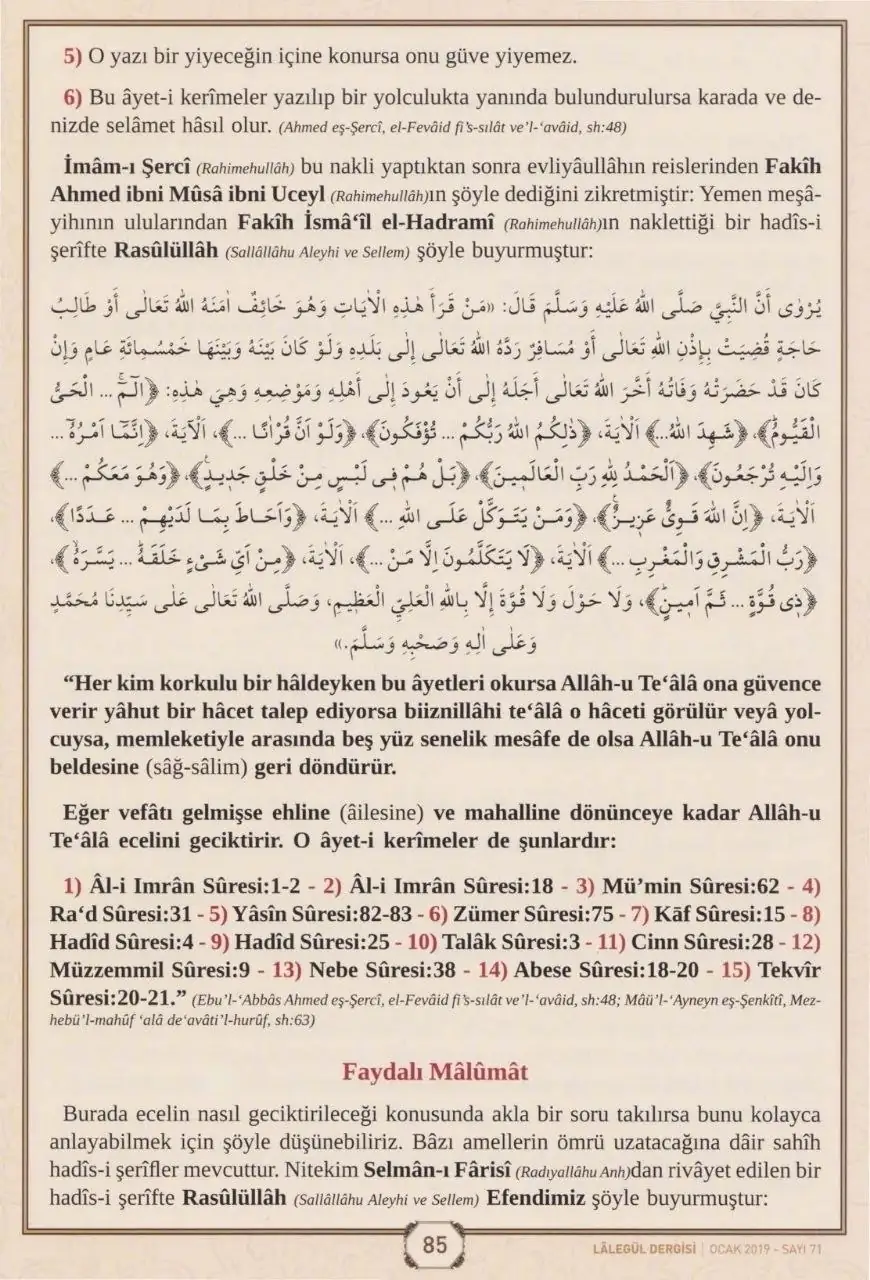 5) O yazı bir yiyeceğin içine konursa onu güve yiyemez.
6) Bu âyet-i kerîmeler yazılıp bir yolculukta yanında bulundurulursa karada ve de-
nizde selâmet hâsıl olur. (Ahmed eş-Şercî, el-Fevâid fi’s-sılât ve’l-‘avâid, sh:48)
İmâm-ı Şercî (Rahimehullâh) bu nakli yaptıktan sonra evliyâullâhın reislerinden Fakîh
Ahmed ibni Mûsâ ibni Uceyl (Rahimehullâh)ın şöyle dediğini zikretmiştir: Yemen meşâ-
yihının ulularından Fakîh İsmâ‘îl el-Hadramî (Rahimehullâh)ın naklettiği bir hadîs-i
şerîfte Rasûlüllâh (Sallâllâhu Aleyhi ve Sellem) şöyle buyurmuştur:
يُرْوٰى أَنَّ النَّبِيَّ صَلَّى اللهُ عَلَيْهِ وَسَلَّمَ قَالَ: «مَنْ قَرَأَ هٰذِهِ الْاٰيَاتِ وَهُوَ خَائِفٌ اٰمَنَهُ اللهُ تَعَالٰى أَوْ طَالِبُ
حَاجَةٍ قُضِيَتْ بِإِذْنِ اللهِ تَعَالٰى أَوْ مُسَافِرٌ رَدَّهُ اللهُ تَعَالٰى إِلٰى بَلَدِهِ وَلَوْ كَانَ بَيْنَهُ وَبَيْنَهَا خَمْسُمِائَةِ عَامٍ وَإِنْ
كَانَ قَدْ حَضَرَتْهُ وَفَاتُهُ أَخَّرَ اللهُ تَعَالٰى أَجَلَهُ إِلٰى أَنْ يَعُودَ إِلٰى أَهْلِهِ وَمَوْضِعِهِ وَهِيَ هٰذِهِ: ﴿الٓمٓ ... الْحَيُّ
الْقَيُّومُ﴾، ﴿شَهِدَ اللهُ...﴾ اَلْاٰيَةَ، ﴿ذٰلِكُمُ اللهُ رَبُّكُمْ ... تُؤْفَكُونَ﴾، ﴿وَلَوْ اَنَّ قُرْاٰنًا ...﴾، اَلْاٰيَةَ، ﴿اِنَّمَٓا اَمْرُهُٓ ...
وَاِلَيْهِ تُرْجَعُونَ﴾، ﴿اَلْحَمْدُ لِلهِ رَبِّ الْعَالَمِينَ﴾، ﴿بَلْ هُمْ فِى لَبْسٍ مِنْ خَلْقٍ جَدِيدٍ﴾، ﴿وَهُوَ مَعَكُمْ ...﴾
اَلْاٰيَةَ، ﴿اِنَّ اللهَ قَوِىٌّ عَزِيزٌ﴾، ﴿وَمَنْ يَتَوَكَّلْ عَلَى اللهِ ...﴾ اَلْاٰيَةَ، ﴿وَاَحَاطَ بِمَا لَدَيْهِمْ ... عَدَدًا﴾،
﴿رَبُّ الْمَشْرِقِ وَالْمَغْرِبِ ...﴾ اَلْاٰيَةَ، ﴿لَا يَتَكَلَّمُونَ اِلَّا مَنْ ...﴾، اَلْاٰيَةَ، ﴿مِنْ اَيِّ شَىْءٍ خَلَقَهُ ... يَسَّرَهُ﴾،
﴿ذِى قُوَّةٍ ... ثَمَّ اَمِينٍ﴾، وَلَا حَوْلَ وَلَا قُوَّةَ إِلَّا بِاللهِ الْعَلِيِّ الْعَظِيمِ، وَصَلَّى اللهُ تَعَالٰى عَلٰى سَيِّدِنَا مُحَمَّدٍ
وَعَلٰى اٰلِهِ وَصَحْبِهِ وَسَلَّمَ.»
“Her kim korkulu bir hâldeyken bu âyetleri okursa Allâh-u Te‘âlâ ona güvence
verir yâhut bir hâcet talep ediyorsa biiznillâhi te‘âlâ o hâceti görülür veyâ yol-
cuysa, memleketiyle arasında beş yüz senelik mesâfe de olsa Allâh-u Te‘âlâ onu
beldesine (sâğ-sâlim) geri döndürür.
Eğer vefâtı gelmişse ehline (âilesine) ve mahalline dönünceye kadar Allâh-u
Te‘âlâ ecelini geciktirir. O âyet-i kerîmeler de şunlardır:
1) Âl-i Imrân Sûresi:1-2 - 2) Âl-i Imrân Sûresi:18 - 3) Mü’min Sûresi:62 - 4)
Ra‘d Sûresi:31 - 5) Yâsîn Sûresi:82-83 - 6) Zümer Sûresi:75 - 7) Kāf Sûresi:15 - 8)
Hadîd Sûresi:4 - 9) Hadîd Sûresi:25 - 10) Talâk Sûresi:3 - 11) Cinn Sûresi:28 - 12)
Müzzemmil Sûresi:9 - 13) Nebe Sûresi:38 - 14) Abese Sûresi:18-20 - 15) Tekvîr
Sûresi:20-21.” (Ebu’l-‘Abbâs Ahmed eş-Şercî, el-Fevâid fi’s-sılât ve’l-‘avâid, sh:48; Mâü’l-‘Ayneyn eş-Şenkîtî, Mez-
hebü’l-mahûf ‘alâ de‘avâti’l-hurûf, sh:63)
Faydalı Mâlûmât
Burada ecelin nasıl geciktirileceği konusunda akla bir soru takılırsa bunu kolayca
anlayabilmek için şöyle düşünebiliriz. Bâzı amellerin ömrü uzatacağına dâir sahîh
hadîs-i şerîfler mevcuttur. Nitekim Selmân-ı Fârisî (Radıyallâhu Anh)dan rivâyet edilen bir
hadîs-i şerîfte Rasûlüllâh (Sallâllâhu Aleyhi ve Sellem) Efendimiz şöyle buyurmuştur:
85
LÂLEGÜL DERGİSİ | OCAK 2019 - SAYI 71